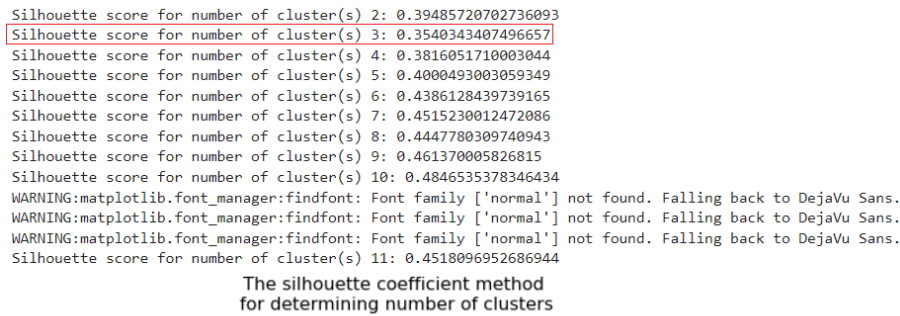 Silhouette score for number of cluster(s) 2: 0.39485720702736093
Silhouette score for number of cluster(s) 3: 0.3540343407496657
Silhouette score for number of cluster(s) 4: 0.3816051710003044
Silhouette score for number of cluster(s) 5: 0.4000493003059349
Silhouette score for number of cluster(s) 6: 0.4386128439739165
Silhouette score for number of cluster(s) 7: 0.4515230012472086
Silhouette score for number of cluster(s) 8: 0.4447780309740943
Silhouette score for number of cluster(s) 9: 0.461370005826815
Silhouette score for number of cluster(s) 10: 0.4846535378346434
WARNING:matplotlib.font_manager:findfont: Font family ['normal'] not found. Falling back to DejaVu Sans.
WARNING:matplotlib.font_manager:findfont: Font family ['normal'] not found. Falling back to DejaVu Sans.
WARNING:matplotlib.font_manager:findfont: Font family ['normal'] not found. Falling back to DejaVu Sans.
Silhouette score for number of cluster(s) 11: 0.4518096952686944
The silhouette coefficient method
for determining number of clusters